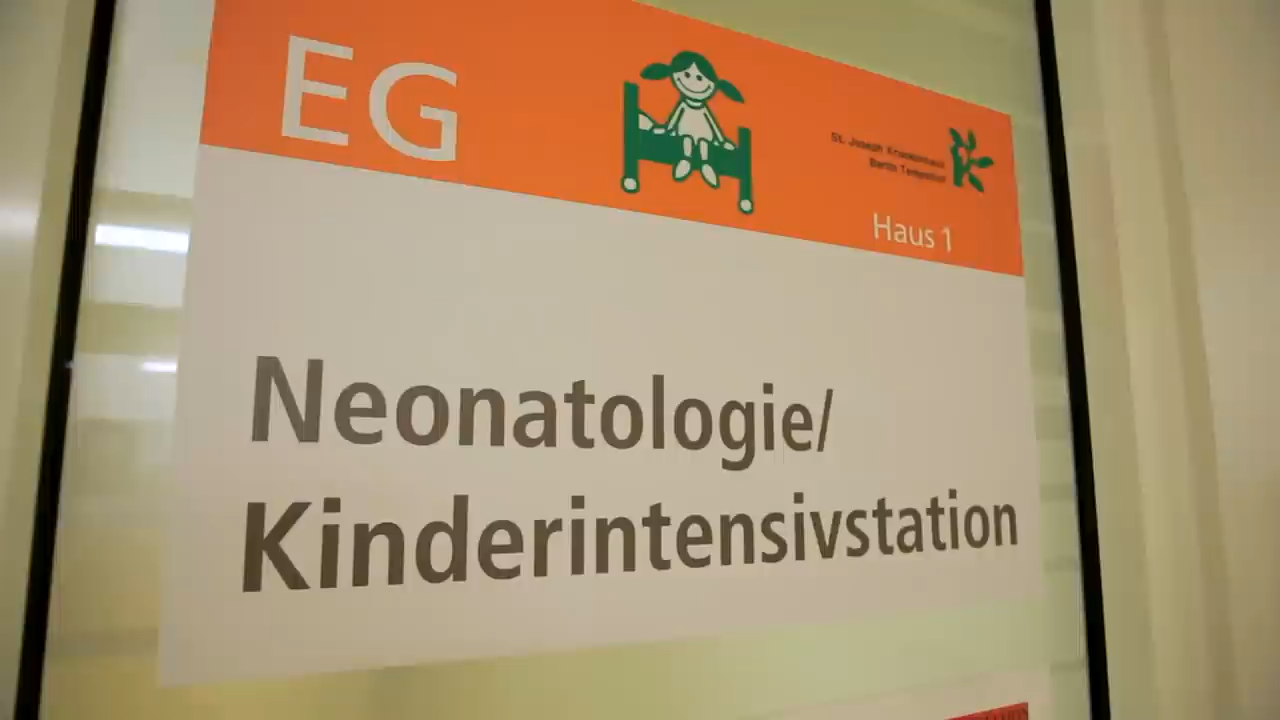 EG
St. Joseph Krankenhaus
Berlin Tempelhof
Haus 1
Neonatologie/
Kinderintensivstation